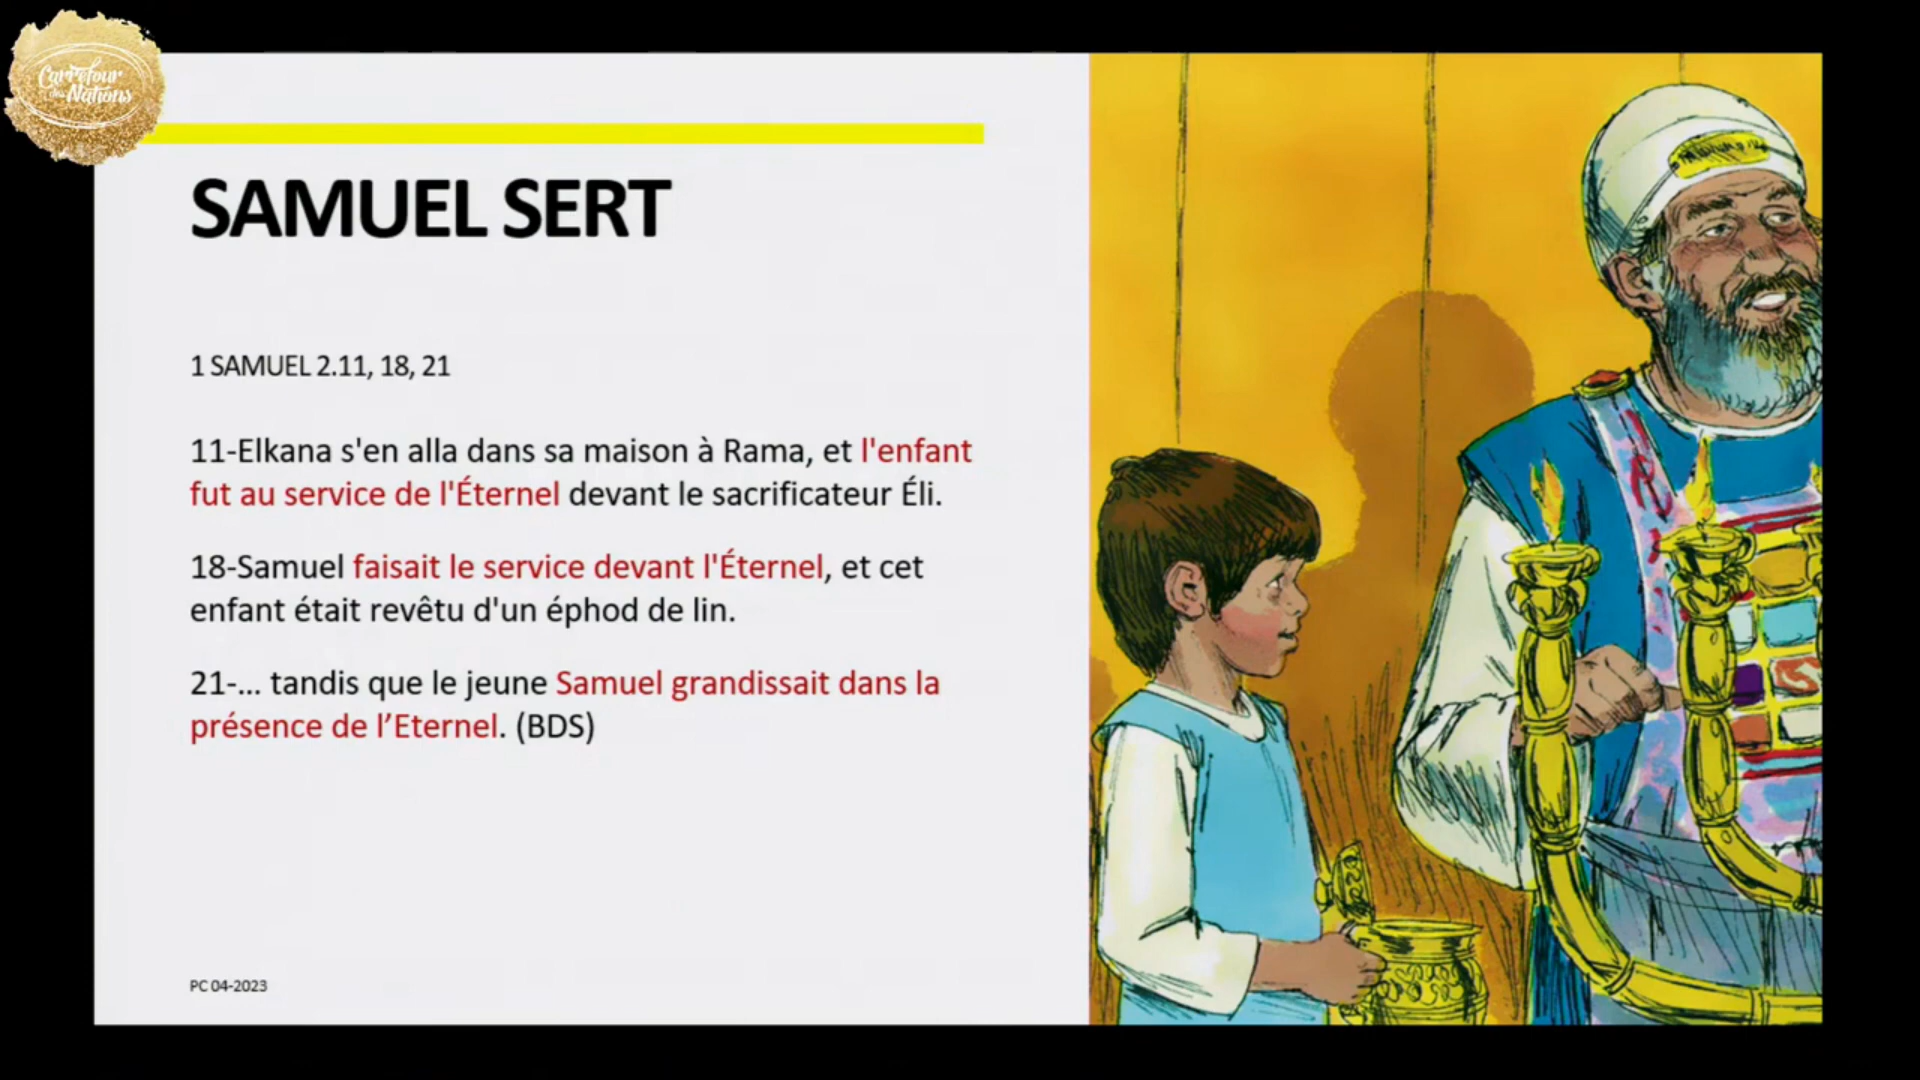 Carrefour
des Nations
SAMUEL SERT
1 SAMUEL 2.11, 18, 21
11-Elkana s'en alla dans sa maison à Rama, et l'enfant
fut au service de l'Éternel devant le sacrificateur Éli.
18-Samuel faisait le service devant l'Éternel, et cet
enfant était revêtu d'un éphod de lin.
21-... tandis que le jeune Samuel grandissait dans la
présence de l’Eternel. (BDS)
PC 04-2023